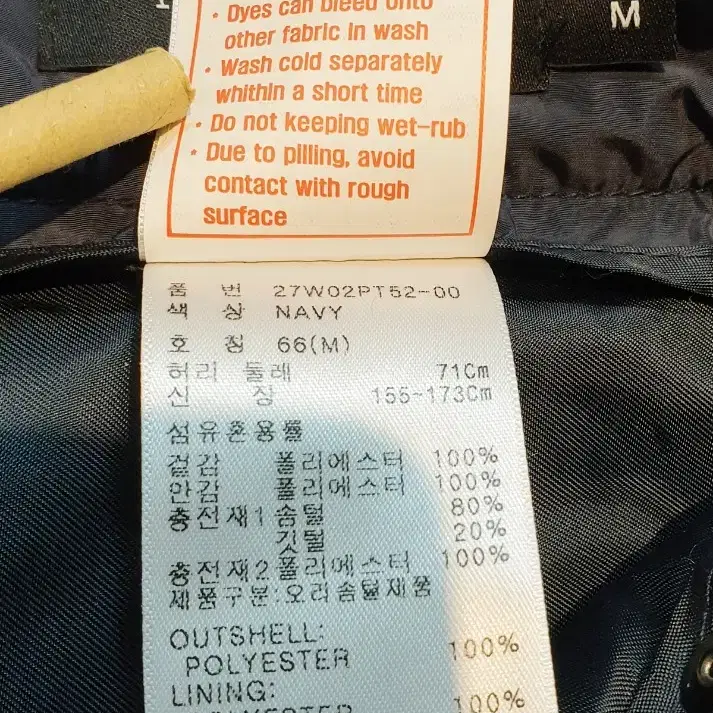 M
• Dyes can bleed onto
other fabric in wash
• Wash cold separately
whithin a short time
• Do not keeping wet-rub
• Due to pilling, avoid
contact with rough
surface
품 번 27W02PT52-00
색 상 NAVY
호 칭 66(M)
허리 둘레 71Cm
신 장 155~173Cm
섬유혼용률
겉감 폴리에스터 100%
안감 폴리에스터 100%
충전재1 솜털 80%
깃털 20%
충전재2 폴리에스터 100%
제품구분:오리솜털제품
OUTSHELL:
POLYESTER 100%
LINING:
POLYESTER 100%